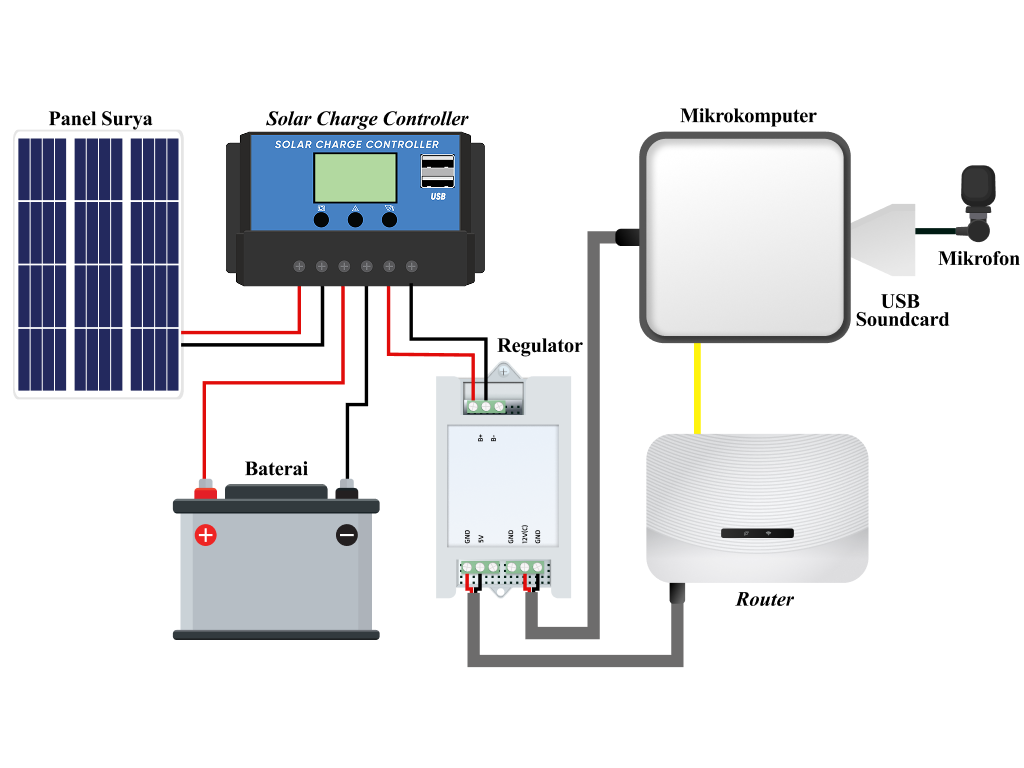 Panel Surya
Solar Charge Controller
SOLAR CHARGE CONTROLLER
USB
Mikrokomputer
Mikrofon
USB
Soundcard
Regulator
B+
B-
GND
5V
GND
12V(C)
GND
Baterai
Router